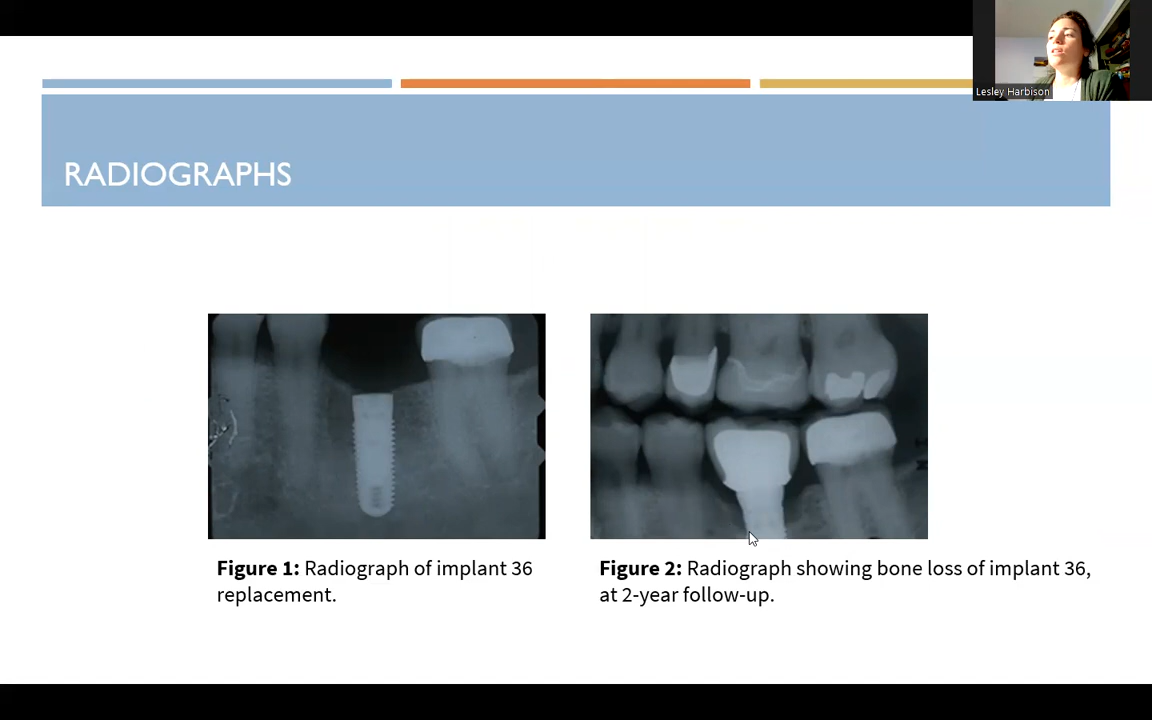 Lesley Harbison
RADIOGRAPHS
Figure 1: Radiograph of implant 36
replacement.
Figure 2: Radiograph showing bone loss of implant 36,
at 2-year follow-up.